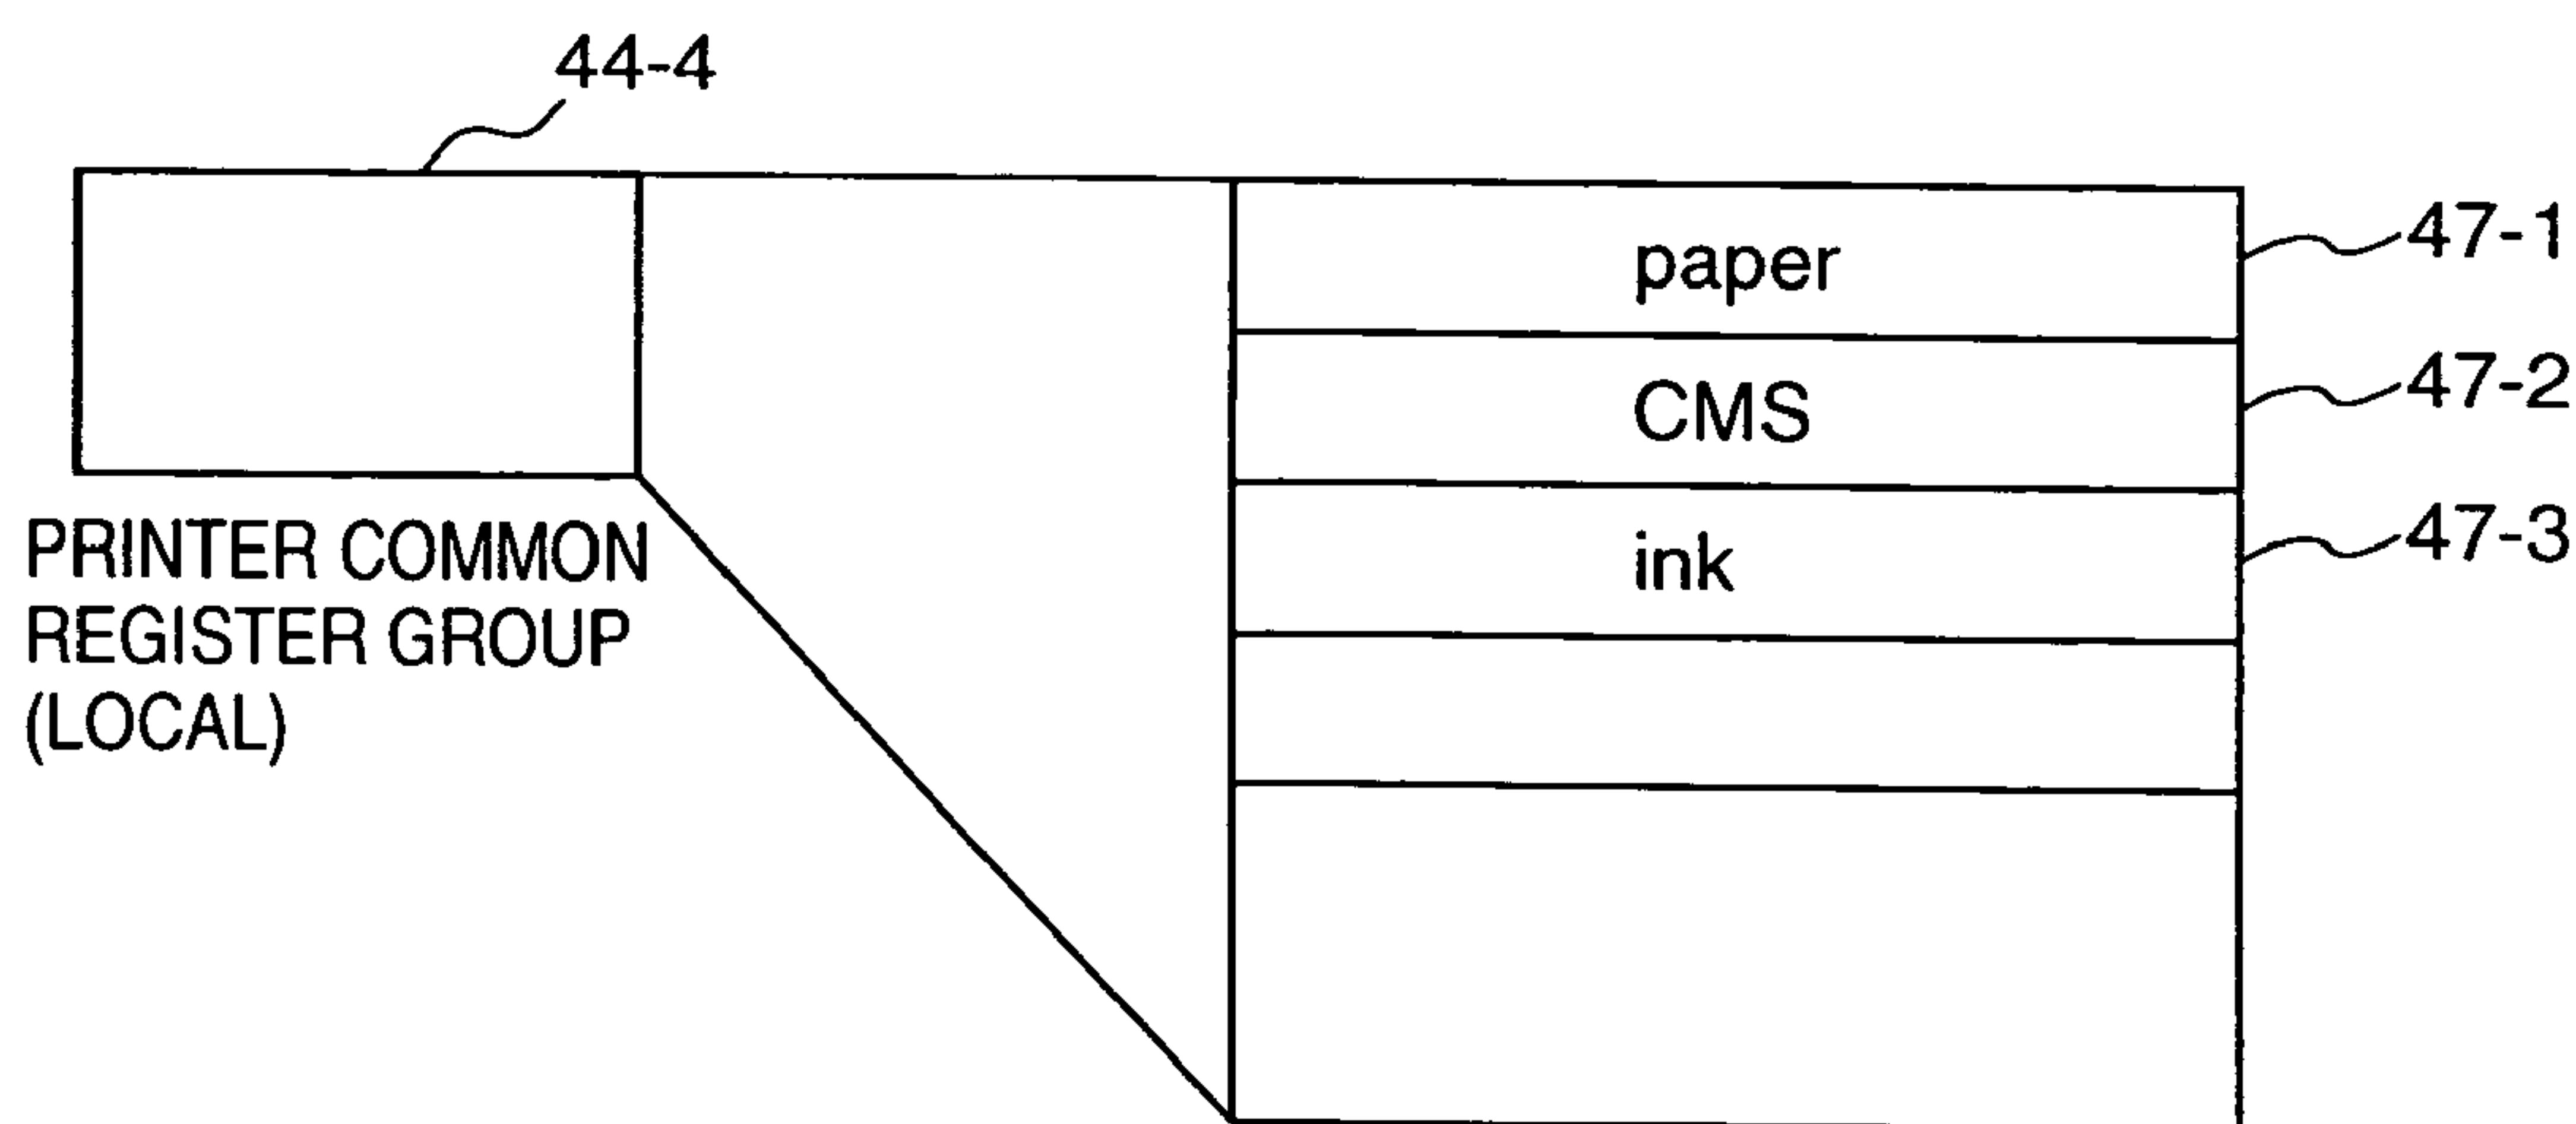 44-4
paper
47-1
CMS
47-2
ink
47-3
PRINTER COMMON
REGISTER GROUP
(LOCAL)